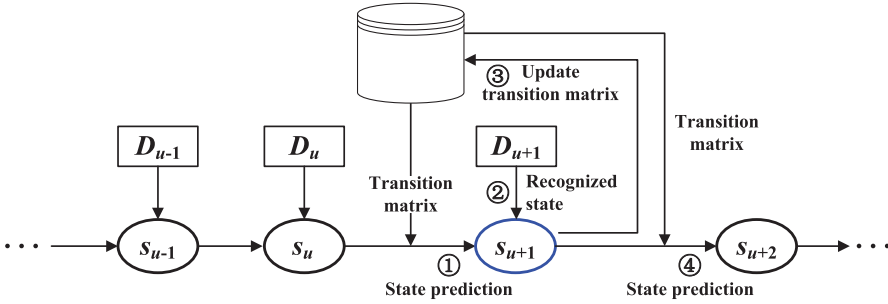 ③ Update
transition matrix
D_{u-1}
D_u
D_{u+1}
Transition
matrix
Transition
matrix
② Recognized
state
···
s_{u-1}
s_u
s_{u+1}
s_{u+2}
···
①
State prediction
④
State prediction